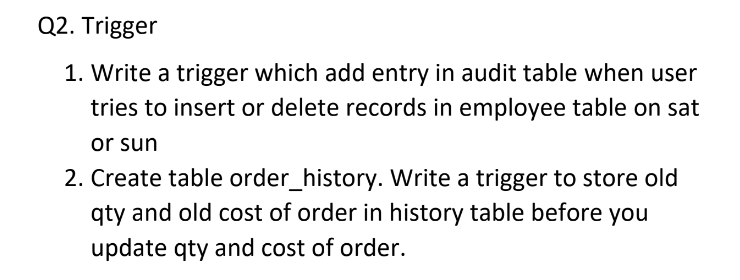 Q2. Trigger
1. Write a trigger which add entry in audit table when user
tries to insert or delete records in employee table on sat
or sun
2. Create table order_history. Write a trigger to store old
qty and old cost of order in history table before you
update qty and cost of order.